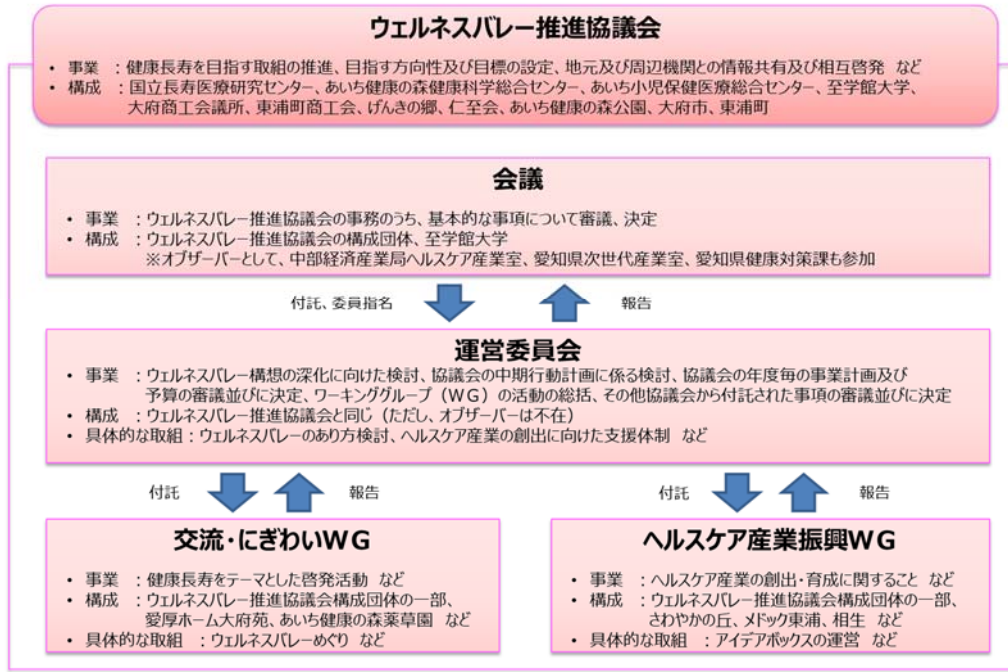 ウェルネスバレー推進協議会
• 事業 ：健康長寿を目指す取組の推進、目指す方向性及び目標の設定、地元及び周辺機関との情報共有及び相互啓発 など
• 構成 ：国立長寿医療研究センター、あいち健康の森健康科学総合センター、あいち小児保健医療総合センター、至学館大学、
大府商工会議所、東浦町商工会、げんきの郷、仁至会、あいち健康の森公園、大府市、東浦町
会議
• 事業 ：ウェルネスバレー推進協議会の事務のうち、基本的な事項について審議、決定
• 構成 ：ウェルネスバレー推進協議会の構成団体、至学館大学
※オブザーバーとして、中部経済産業局ヘルスケア産業室、愛知県次世代産業室、愛知県健康対策課も参加
付託、委員指名
報告
運営委員会
• 事業 ：ウェルネスバレー構想の深化に向けた検討、協議会の中期行動計画に係る検討、協議会の年度毎の事業計画及び
予算の審議並びに決定、ワーキンググループ（WG）の活動の総括、その他協議会から付託された事項の審議並びに決定
• 構成 ：ウェルネスバレー推進協議会と同じ（ただし、オブザーバーは不在）
• 具体的な取組：ウェルネスバレーのあり方検討、ヘルスケア産業の創出に向けた支援体制 など
付託
報告
付託
報告
交流・にぎわいWG
• 事業 ：健康長寿をテーマとした啓発活動 など
• 構成 ：ウェルネスバレー推進協議会構成団体の一部、
愛厚ホーム大府苑、あいち健康の森薬草園 など
• 具体的な取組 ：ウェルネスバレーめぐり など
ヘルスケア産業振興WG
• 事業 ：ヘルスケア産業の創出・育成に関すること など
• 構成 ：ウェルネスバレー推進協議会構成団体の一部、
さわやかの丘、メドック東浦、相生 など
• 具体的な取組 ：アイデアボックスの運営 など